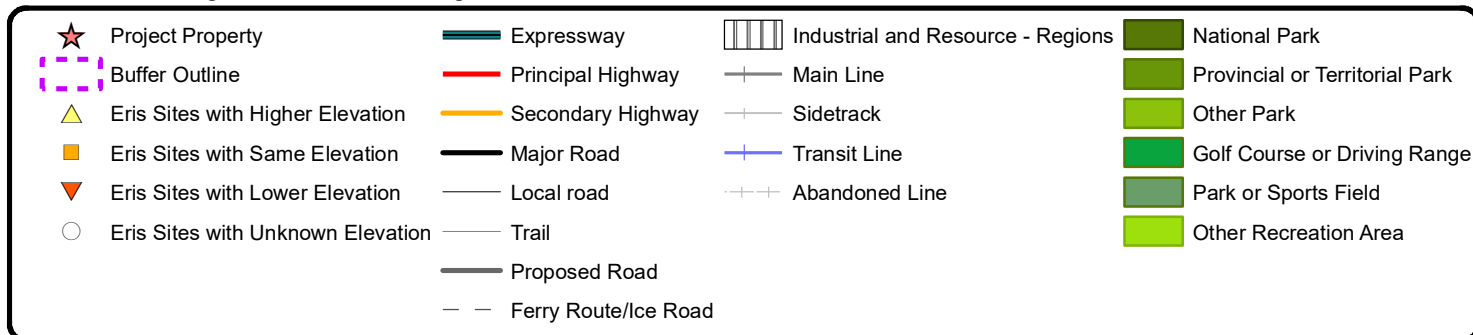 Project Property
Buffer Outline
Eris Sites with Higher Elevation
Eris Sites with Same Elevation
Eris Sites with Lower Elevation
Eris Sites with Unknown Elevation
Expressway
Principal Highway
Secondary Highway
Major Road
Local road
Trail
Proposed Road
Ferry Route/Ice Road
Industrial and Resource - Regions
Main Line
Sidetrack
Transit Line
Abandoned Line
National Park
Provincial or Territorial Park
Other Park
Golf Course or Driving Range
Park or Sports Field
Other Recreation Area